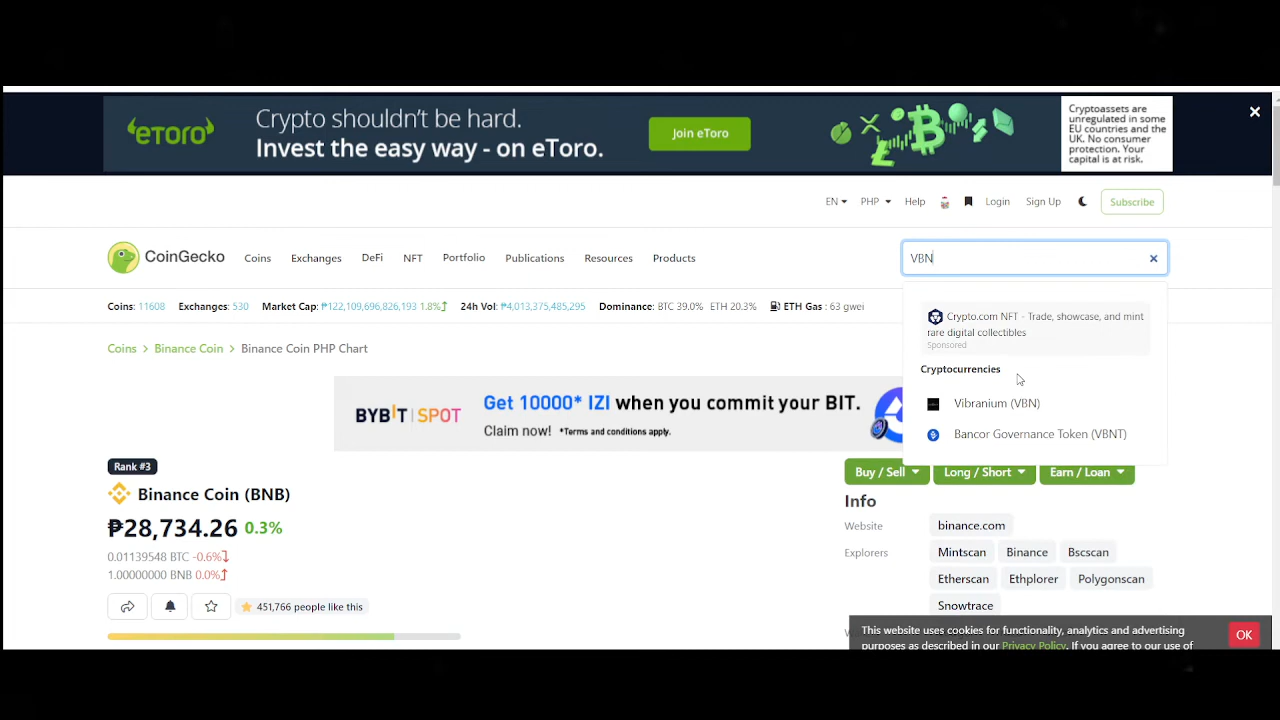 eToro
Crypto shouldn't be hard.
Invest the easy way - on eToro.
Join eToro
Cryptoassets are
unregulated in some
EU countries and the
UK. No consumer
protection. Your
capital is at risk.
EN
PHP
Help
Login
Sign Up
Subscribe
CoinGecko
Coins
Exchanges
DeFi
NFT
Portfolio
Publications
Resources
Products
VBN
Coins: 11608 Exchanges: 530 Market Cap: ₱122,109,696,826,193 1.8% 24h Vol: ₱4,013,375,485,295 Dominance: BTC 39.0% ETH 20.3% ETH Gas: 63 gwei
Crypto.com NFT - Trade, showcase, and mint
rare digital collectibles
Sponsored
Cryptocurrencies
Vibranium (VBN)
Bancor Governance Token (VBNT)
Coins > Binance Coin > Binance Coin PHP Chart
BYBIT | SPOT
Get 10000* IZI when you commit your BIT.
Claim now! *Terms and conditions apply.
Rank #3
Binance Coin (BNB)
₱28,734.26 0.3%
0.01139548 BTC -0.6%
1.00000000 BNB 0.0%
451,766 people like this
Buy / Sell
Long / Short
Earn / Loan
Info
Website
binance.com
Explorers
Mintscan
Binance
Bscscan
Etherscan
Ethplorer
Polygonscan
Snowtrace
This website uses cookies for functionality, analytics and advertising
purposes as described in our Privacy Policy. If you agree to our use of
OK